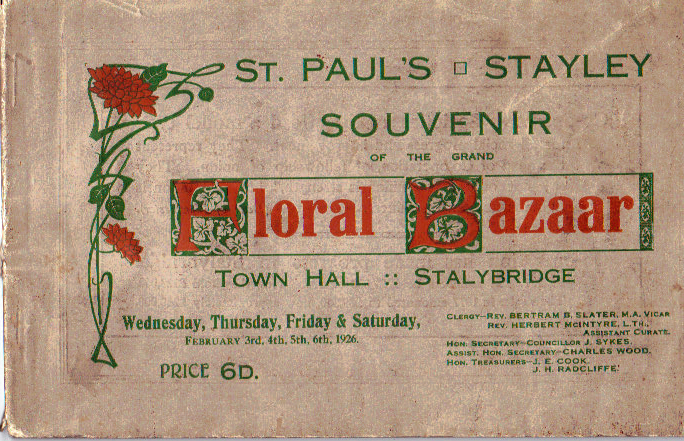 ST. PAUL'S □ STAYLEY
SOUVENIR
OF THE GRAND
Floral Bazaar
TOWN HALL :: STALYBRIDGE
Wednesday, Thursday, Friday & Saturday,
FEBRUARY 3rd, 4th, 5th, 6th, 1926.
PRICE 6D.
CLERGY—REV. BERTRAM B. SLATER, M.A. VICAR
REV. HERBERT MCINTYRE, L.TH.,
ASSISTANT CURATE.
HON. SECRETARY—COUNCILLOR J. SYKES.
ASSIST. HON. SECRETARY—CHARLES WOOD.
HON. TREASURERS—J. E. COOK.
J. H. RADCLIFFE.